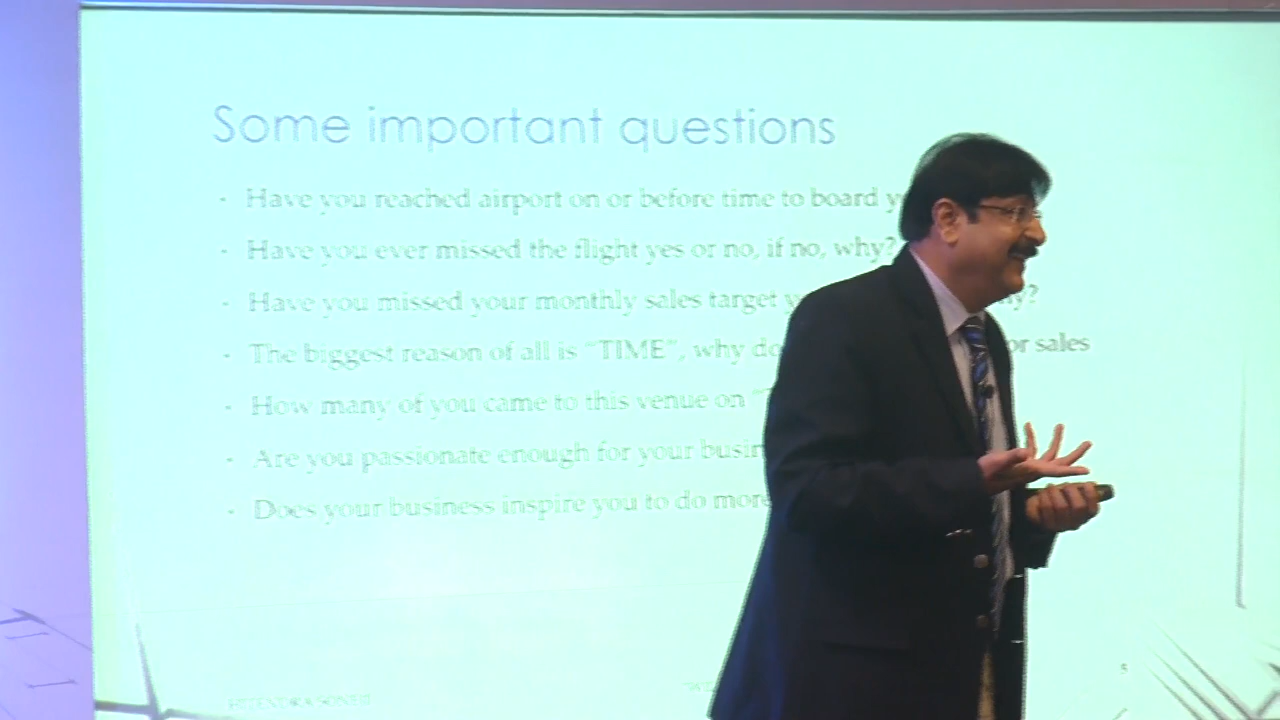 Some important questions
- Have you reached airport on or before time to board
- Have you ever missed the flight yes or no, if no, why?
- Have you missed your monthly sales target
- The biggest reason of all is "TIME", why do or sales
- How many of you came to this venue on
- Are you passionate enough for your
- Does your business inspire you to do more
5